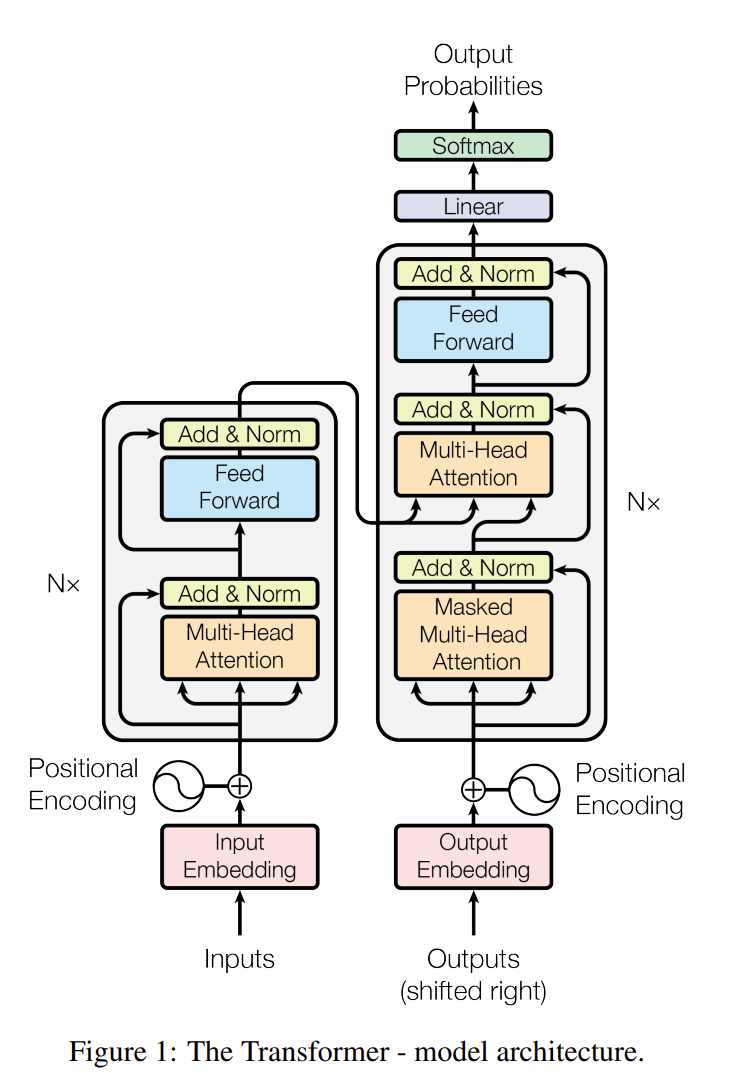 Output
Probabilities
Softmax
Linear
Add & Norm
Feed
Forward
Add & Norm
Multi-Head
Attention
N×
Add & Norm
Masked
Multi-Head
Attention
Add & Norm
Feed
Forward
N×
Add & Norm
Multi-Head
Attention
Positional
Encoding
Positional
Encoding
Input
Embedding
Output
Embedding
Inputs
Outputs
(shifted right)
Figure 1: The Transformer - model architecture.